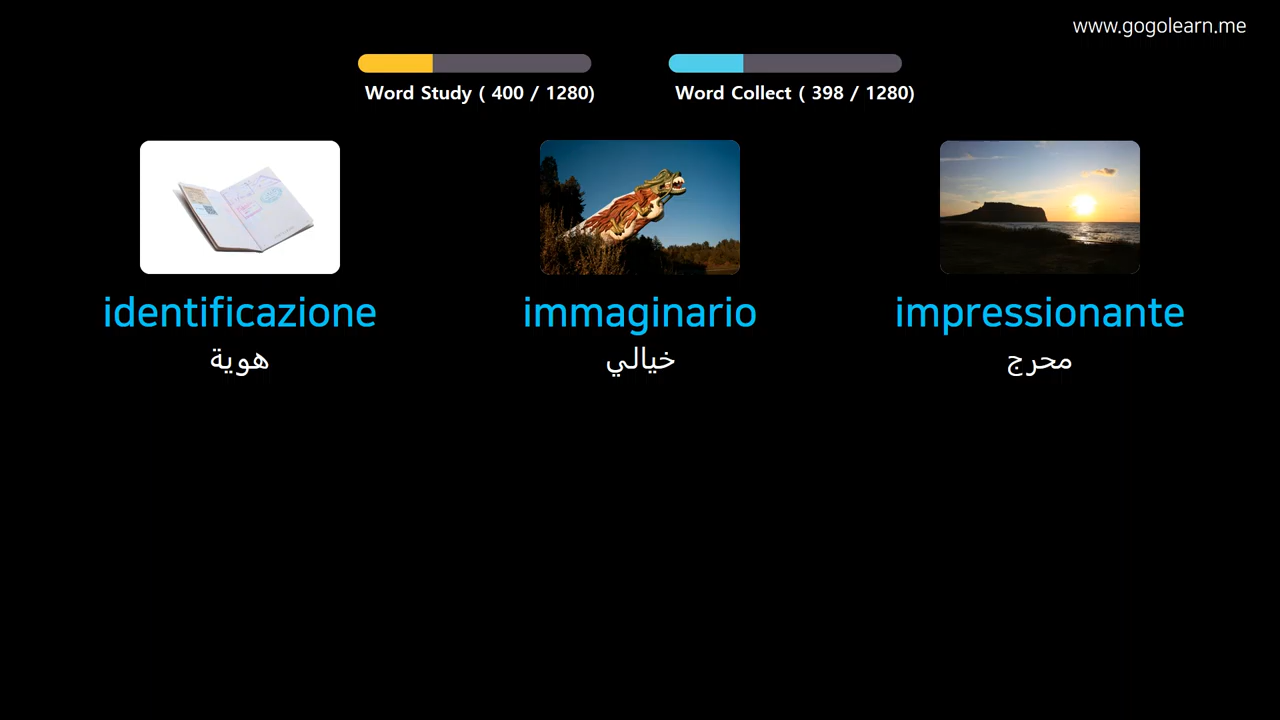 www.gogolearn.me
Word Study ( 400 / 1280)
Word Collect ( 398 / 1280)
identificazione
هوية
immaginario
خيالي
impressionante
محرج